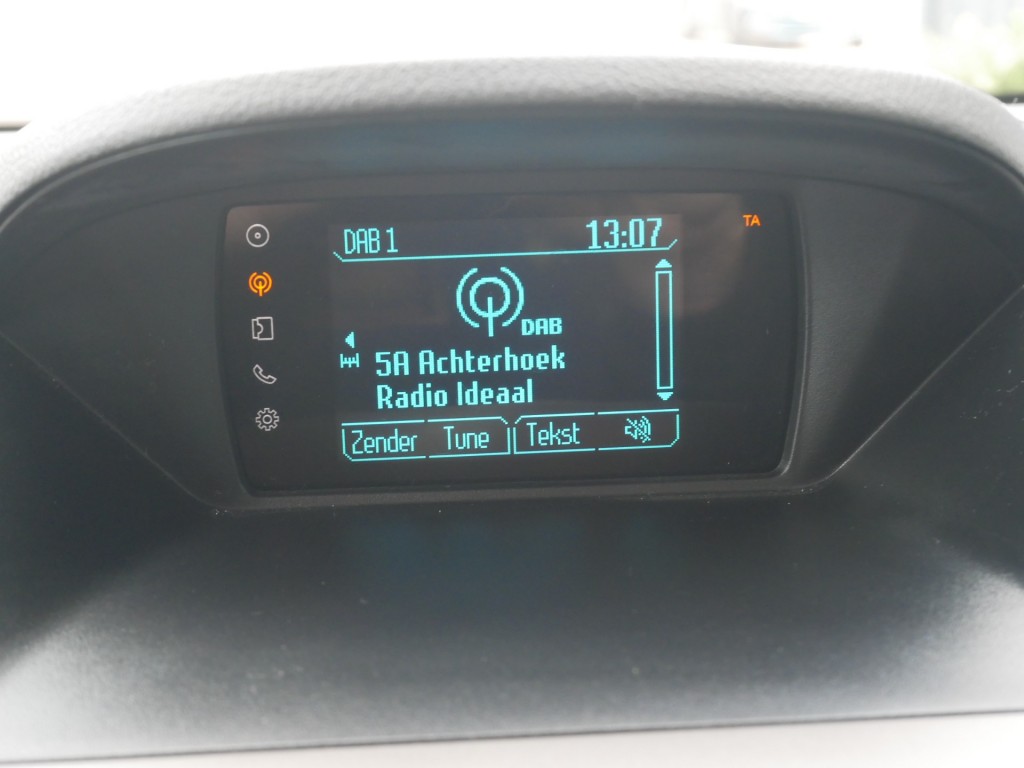 DAB 1 13:07
TA
DAB
5A Achterhoek
Radio Ideaal
Zender Tune Tekst